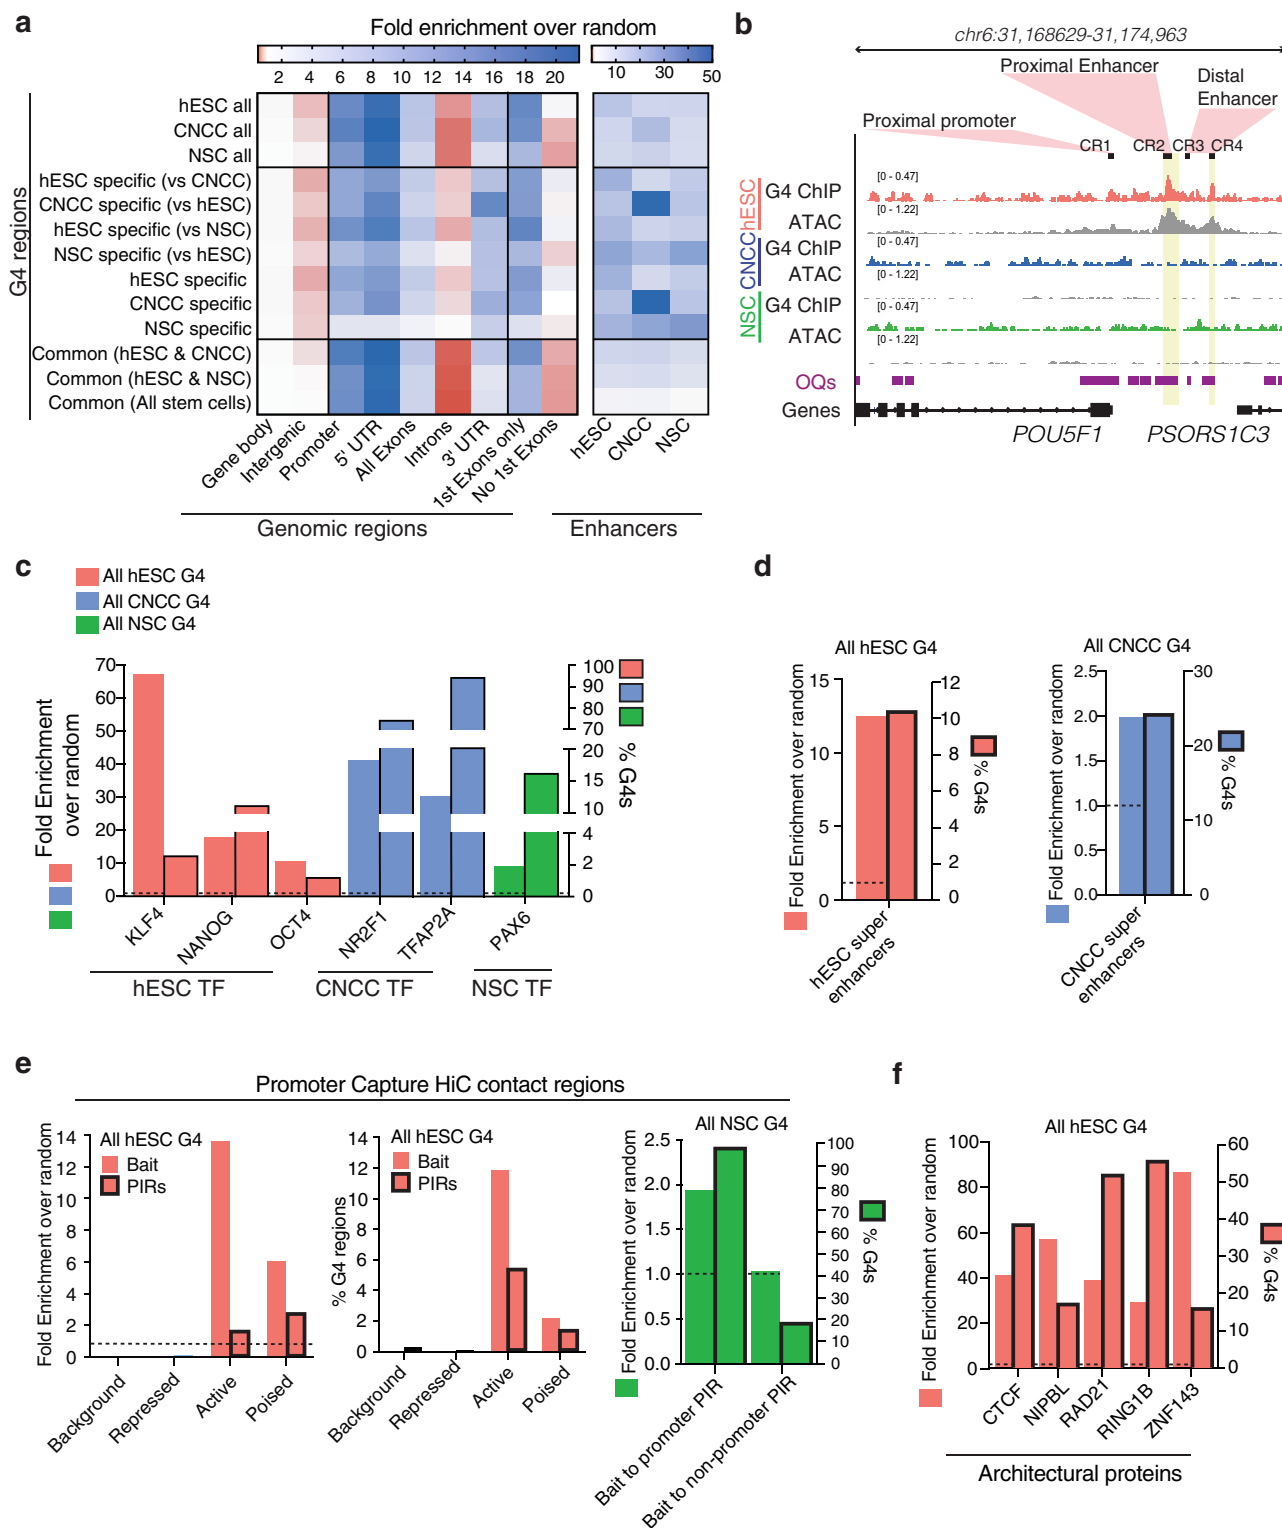 a
Fold enrichment over random
2 4 6 8 10 12 14 16 18 20
10 30 50
G4 regions
hESC all
CNCC all
NSC all
hESC specific (vs CNCC)
CNCC specific (vs hESC)
hESC specific (vs NSC)
NSC specific (vs hESC)
hESC specific
CNCC specific
NSC specific
Common (hESC & CNCC)
Common (hESC & NSC)
Common (All stem cells)
Gene body
Intergenic
Promoter
5' UTR
All Exons
Introns
3' UTR
1st Exons only
No 1st Exons
hESC
CNCC
NSC
Genomic regions
Enhancers
b
chr6:31,168629-31,174,963
Proximal Enhancer
Distal
Enhancer
Proximal promoter
CR1 CR2 CR3 CR4
hESC
G4 ChIP
[0 - 0.47]
ATAC
[0 - 1.22]
CNCC
G4 ChIP
[0 - 0.47]
ATAC
[0 - 1.22]
NSC
G4 ChIP
[0 - 0.47]
ATAC
[0 - 1.22]
OQs
Genes
POU5F1
PSORS1C3
c
All hESC G4
All CNCC G4
All NSC G4
Fold Enrichment
over random
70
60
50
40
30
20
10
0
100
90
80
70
20
15
10
4
2
0
% G4s
KLF4
NANOG
OCT4
NR2F1
TFAP2A
PAX6
hESC TF
CNCC TF
NSC TF
d
All hESC G4
Fold Enrichment over random
15
10
5
0
12
10
8
6
4
2
0
% G4s
hESC super
enhancers
All CNCC G4
Fold Enrichment over random
2.5
2.0
1.5
1.0
0.5
0.0
30
20
10
0
% G4s
CNCC super
enhancers
e
Promoter Capture HiC contact regions
All hESC G4
Bait
PIRs
Fold Enrichment over random
14
12
10
8
6
4
2
0
Background
Repressed
Active
Poised
All hESC G4
Bait
PIRs
% G4 regions
14
12
10
8
6
4
2
0
Background
Repressed
Active
Poised
All NSC G4
Fold Enrichment over random
2.5
2.0
1.5
1.0
0.5
0.0
100
90
80
70
60
50
40
30
20
10
0
% G4s
Bait to promoter PIR
Bait to non-promoter PIR
f
All hESC G4
Fold Enrichment over random
100
80
60
40
20
0
60
50
40
30
20
10
0
% G4s
CTCF
NIPBL
RAD21
RING1B
ZNF143
Architectural proteins